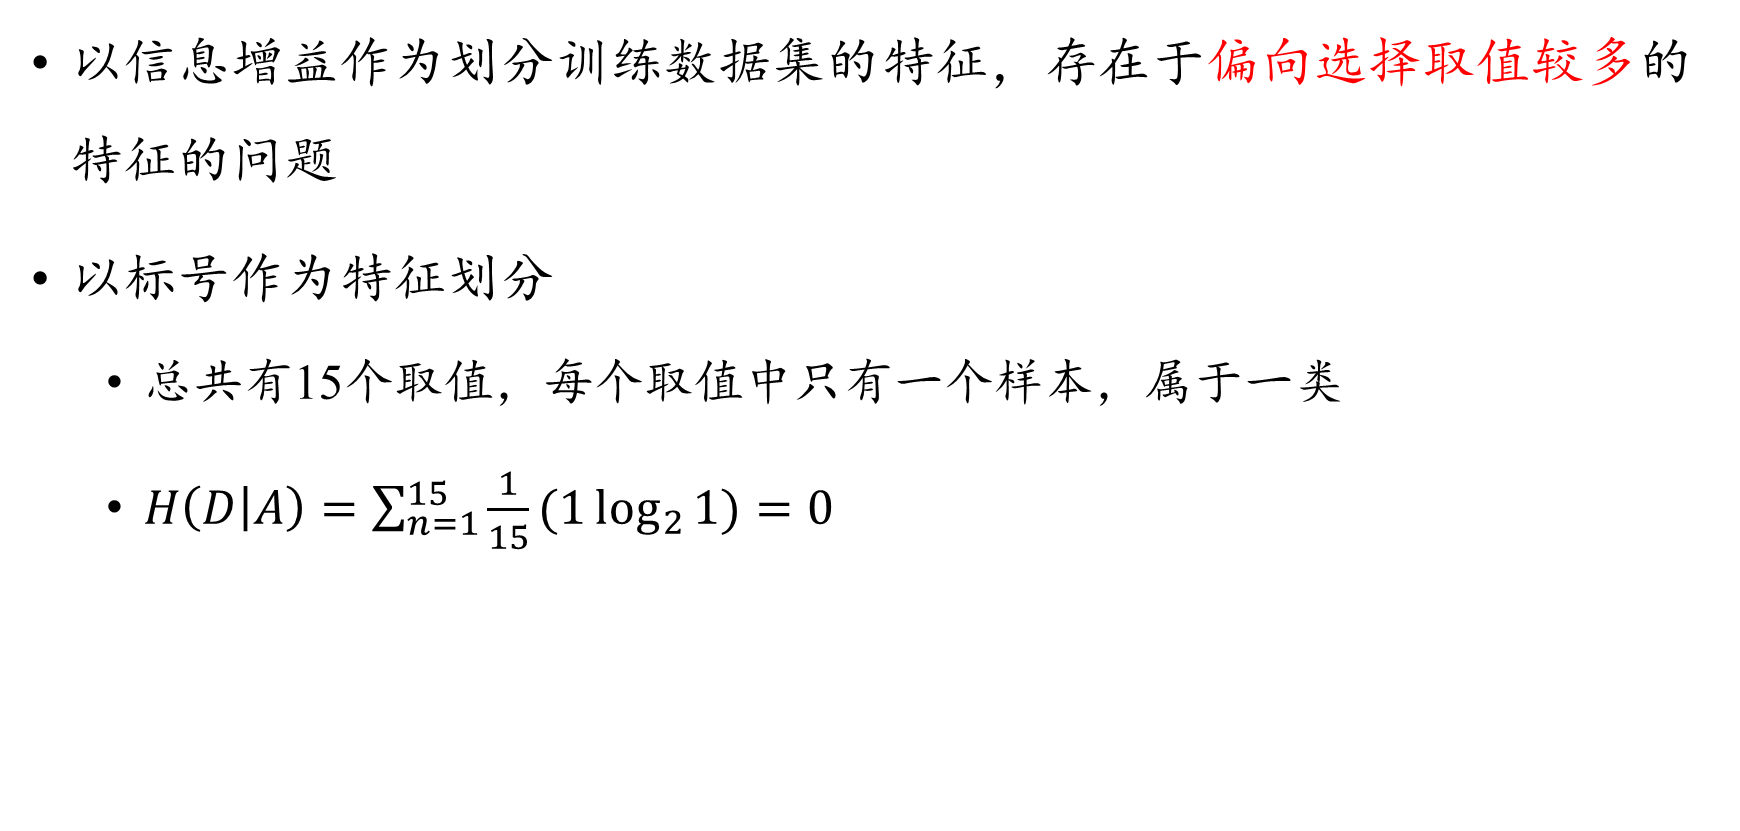 • 以信息增益作为划分训练数据集的特征，存在于偏向选择取值较多的
特征的问题
• 以标号作为特征划分
• 总共有15个取值，每个取值中只有一个样本，属于一类
• H(D|A) = ∑_{n=1}^{15} \frac{1}{15} (1 log₂ 1) = 0